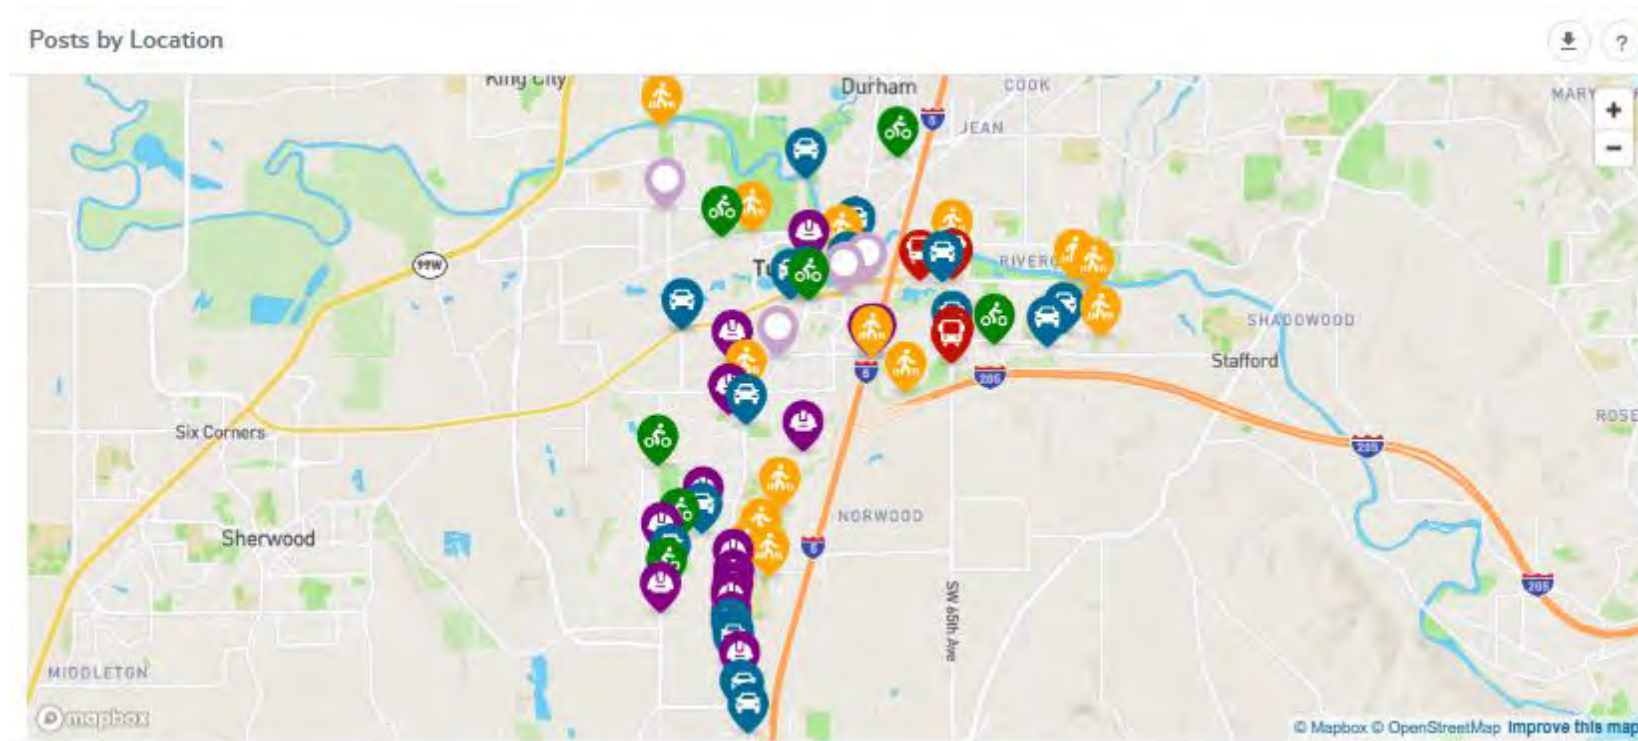 Posts by Location
?
King City
Durham
COOK
MARY
+
5
JEAN
−
99W
SHADOWOOD
Stafford
5
205
ROSE
Six Corners
205
NORWOOD
Sherwood
5
205
SW 65th Ave
MIDDLETON
mapbox
© Mapbox © OpenStreetMap Improve this map